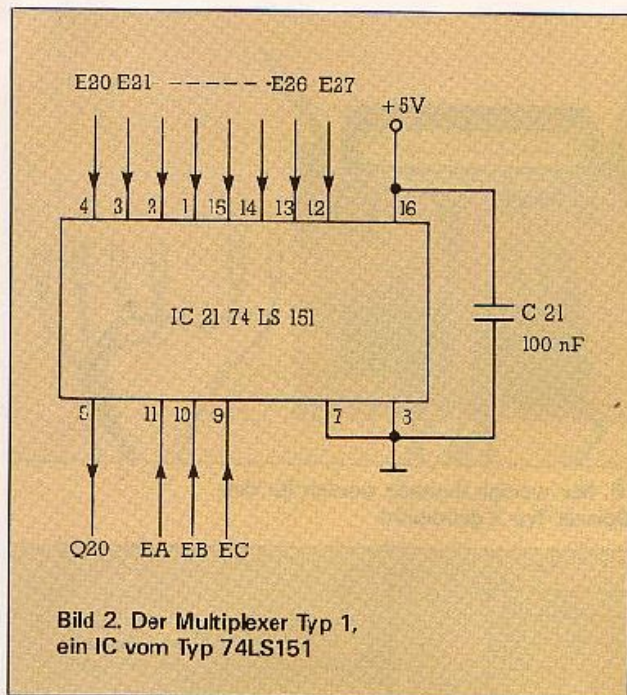 E20 E21 - - - - - - E26 E27
+5V
4 3 2 1 15 14 13 12 16
IC 21 74 LS 151
C 21
100 nF
11 10 9 7
Q20 EA EB EC
Bild 2. Der Multiplexer Typ 1,
ein IC vom Typ 74LS151